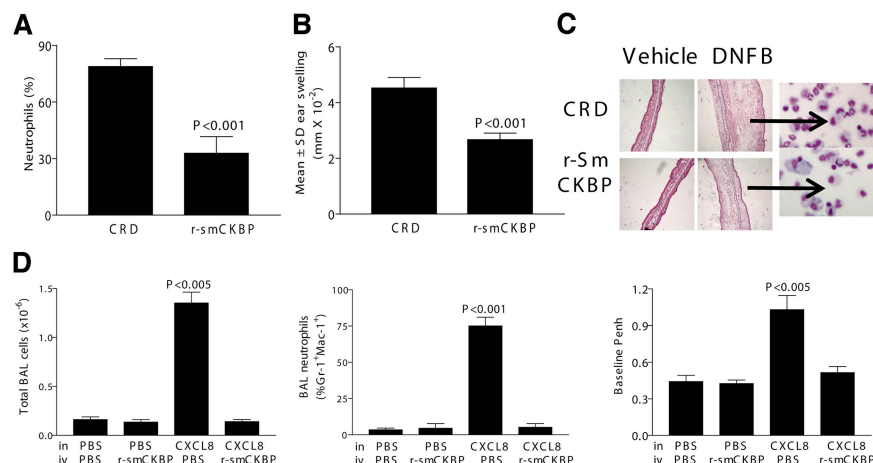 A
Neutrophils (%)
90
60
30
0
P<0.001
CRD
r-smCKBP
B
Mean ± SD ear swelling
(mm X 10-2)
6
4
2
0
P<0.001
CRD
r-smCKBP
C
Vehicle DNFB
CRD
r-Sm
CKBP
D
Total BAL cells (x10-6)
1.5
1.0
0.5
0.0
P<0.005
in PBS PBS CXCL8 CXCL8
iv PBS r-smCKBP PBS r-smCKBP
BAL neutrophils
(%Gr-1+Mac-1+)
100
75
50
25
0
P<0.001
in PBS PBS CXCL8 CXCL8
iv PBS r-smCKBP PBS r-smCKBP
Baseline Penh
1.2
0.9
0.6
0.3
0.0
P<0.005
in PBS PBS CXCL8 CXCL8
iv PBS r-smCKBP PBS r-smCKBP